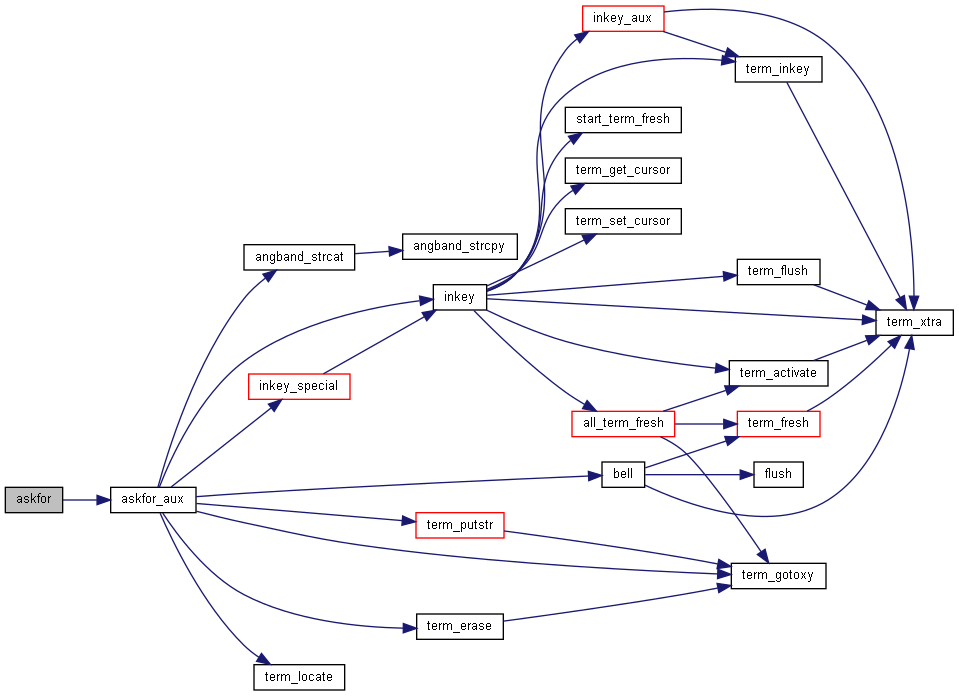 inkey_aux
term_inkey
start_term_fresh
term_get_cursor
term_set_cursor
angband_strcpy
angband_strcat
term_flush
inkey
term_xtra
term_activate
inkey_special
all_term_fresh
term_fresh
bell
flush
askfor
askfor_aux
term_putstr
term_gotoxy
term_erase
term_locate